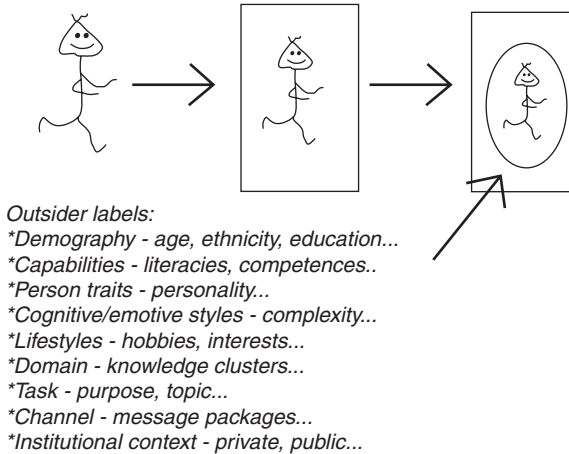 Outsider labels:
*Demography - age, ethnicity, education...
*Capabilities - literacies, competences..
*Person traits - personality...
*Cognitive/emotive styles - complexity...
*Lifestyles - hobbies, interests...
*Domain - knowledge clusters...
*Task - purpose, topic...
*Channel - message packages...
*Institutional context - private, public...